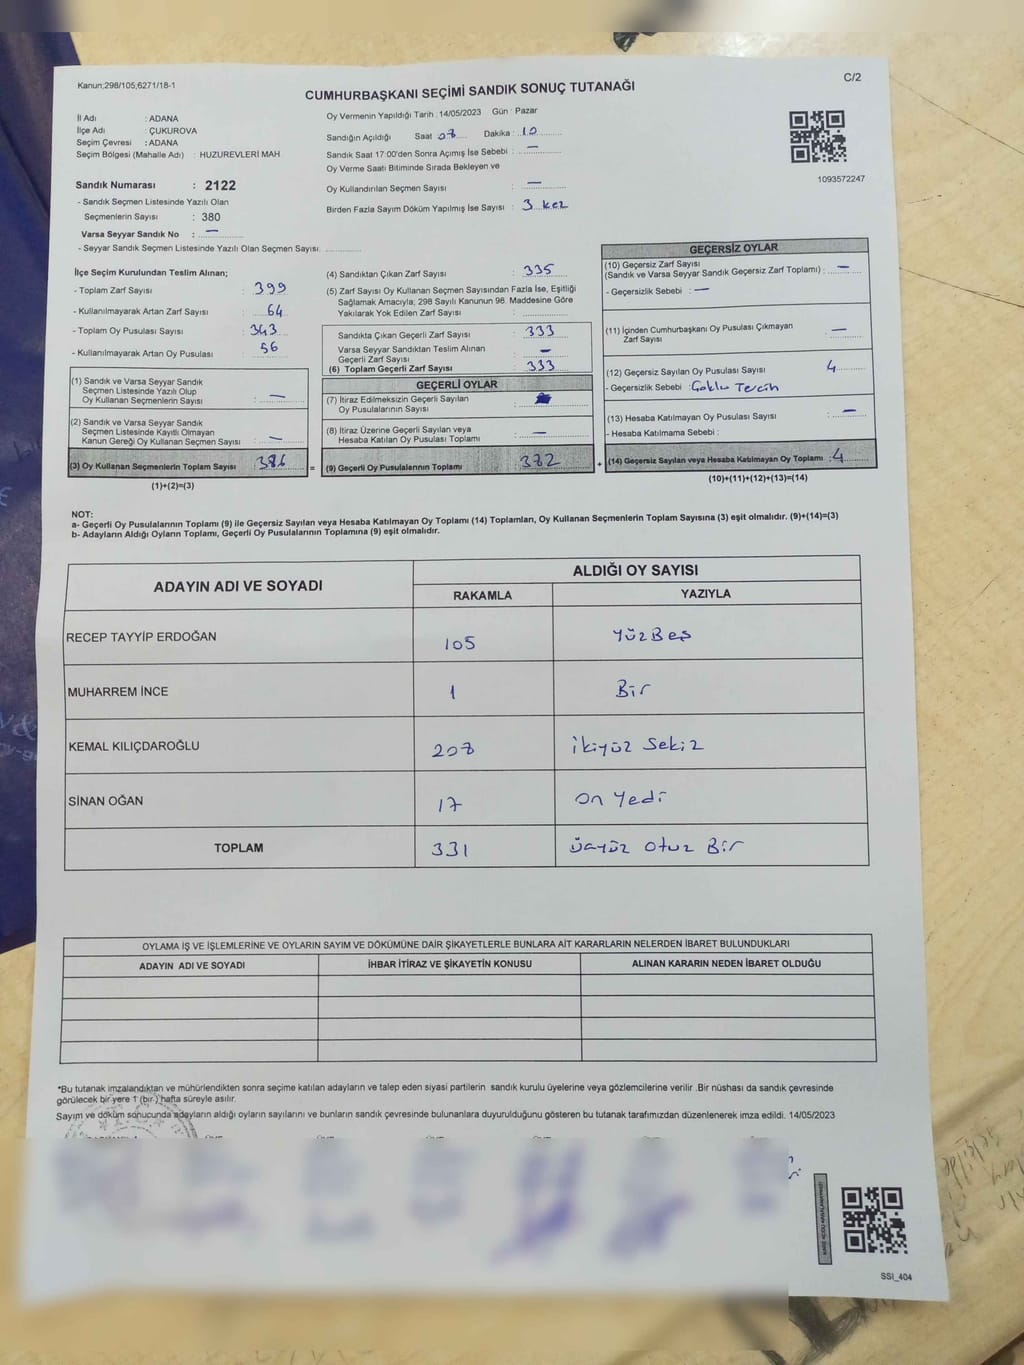 Kanun;298/105;6271/18-1
C/2
CUMHURBAŞKANI SEÇİMİ SANDIK SONUÇ TUTANAĞI
İl Adı : ADANA
İlçe Adı : ÇUKUROVA
Seçim Çevresi : ADANA
Seçim Bölgesi (Mahalle Adı) : HUZUREVLERİ MAH
Sandık Numarası : 2122
- Sandık Seçmen Listesinde Yazılı Olan
Seçmenlerin Sayısı : 380
Varsa Seyyar Sandık No : —
- Seyyar Sandık Seçmen Listesinde Yazılı Olan Seçmen Sayısı:
Oy Vermenin Yapıldığı Tarih : 14/05/2023 Gün : Pazar
Sandığın Açıldığı Saat 08 Dakika : 10
Sandık Saat 17:00'den Sonra Açımış İse Sebebi : —
Oy Verme Saati Bitiminde Sırada Bekleyen ve
Oy Kullandırılan Seçmen Sayısı : —
Birden Fazla Sayım Döküm Yapılmış İse Sayısı : 3 kez
1093572247
İlçe Seçim Kurulundan Teslim Alınan;
- Toplam Zarf Sayısı : 399
- Kullanılmayarak Artan Zarf Sayısı : 64
- Toplam Oy Pusulası Sayısı : 343
- Kullanılmayarak Artan Oy Pusulası : 56
(1) Sandık ve Varsa Seyyar Sandık
Seçmen Listesinde Yazılı Olup
Oy Kullanan Seçmenlerin Sayısı : —
(2) Sandık ve Varsa Seyyar Sandık
Seçmen Listesinde Kayıtlı Olmayan
Kanun Gereği Oy Kullanan Seçmen Sayısı : —
(3) Oy Kullanan Seçmenlerin Toplam Sayısı
(1)+(2)=(3)
(4) Sandıktan Çıkan Zarf Sayısı : 335
(5) Zarf Sayısı Oy Kullanan Seçmen Sayısından Fazla İse, Eşitliği
Sağlamak Amacıyla; 298 Sayılı Kanunun 98. Maddesine Göre
Yakılarak Yok Edilen Zarf Sayısı :
Sandıkta Çıkan Geçerli Zarf Sayısı : 333
Varsa Seyyar Sandıktan Teslim Alınan
Geçerli Zarf Sayısı : —
(6) Toplam Geçerli Zarf Sayısı : 333
GEÇERLİ OYLAR
(7) İtiraz Edilmeksizin Geçerli Sayılan
Oy Pusulalarının Sayısı :
(8) İtiraz Üzerine Geçerli Sayılan veya
Hesaba Katılan Oy Pusulası Toplamı : —
= (9) Geçerli Oy Pusulalarının Toplamı
GEÇERSİZ OYLAR
(10) Geçersiz Zarf Sayısı
(Sandık ve Varsa Seyyar Sandık Geçersiz Zarf Toplamı) : —
- Geçersizlik Sebebi : —
(11) İçinden Cumhurbaşkanı Oy Pusulası Çıkmayan
Zarf Sayısı : —
(12) Geçersiz Sayılan Oy Pusulası Sayısı : 4
- Geçersizlik Sebebi : Çoklu Tercih
(13) Hesaba Katılmayan Oy Pusulası Sayısı : —
- Hesaba Katılmama Sebebi :
+ (14) Geçersiz Sayılan veya Hesaba Katılmayan Oy Toplamı : 4
(10)+(11)+(12)+(13)=(14)
NOT:
a- Geçerli Oy Pusulalarının Toplamı (9) ile Geçersiz Sayılan veya Hesaba Katılmayan Oy Toplamı (14) Toplamları, Oy Kullanan Seçmenlerin Toplam Sayısına (3) eşit olmalıdır. (9)+(14)=(3)
b- Adayların Aldığı Oyların Toplamı, Geçerli Oy Pusulalarının Toplamına (9) eşit olmalıdır.
ADAYIN ADI VE SOYADI
ALDIĞI OY SAYISI
RAKAMLA YAZIYLA
RECEP TAYYİP ERDOĞAN 105 YüzBeş
MUHARREM İNCE 1 Bir
KEMAL KILIÇDAROĞLU 208 İkiyüz Sekiz
SİNAN OĞAN 17 On Yedi
TOPLAM 331 Üçyüz Otuz Bir
OYLAMA İŞ VE İŞLEMLERİNE VE OYLARIN SAYIM VE DÖKÜMÜNE DAİR ŞİKAYETLERLE BUNLARA AİT KARARLARIN NELERDEN İBARET BULUNDUKLARI
ADAYIN ADI VE SOYADI İHBAR İTİRAZ VE ŞİKAYETİN KONUSU ALINAN KARARIN NEDEN İBARET OLDUĞU
*Bu tutanak imzalandıktan ve mühürlendikten sonra seçime katılan adayların ve talep eden siyasi partilerin sandık kurulu üyelerine veya gözlemcilerine verilir .Bir nüshası da sandık çevresinde
görülecek bir yere 1 (bir ) hafta süreyle asılır.
Sayım ve döküm sonucunda adayların aldığı oyların sayılarını ve bunların sandık çevresinde bulunanlara duyurulduğunu gösteren bu tutanak tarafımızdan düzenlenerek imza edildi. 14/05/2023
SSI_404